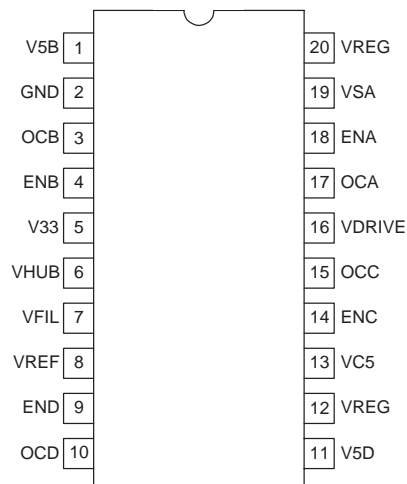 V5B 1 20 VREG
GND 2 19 VSA
OCB 3 18 ENA
ENB 4 17 OCA
V33 5 16 VDRIVE
VHUB 6 15 OCC
VFIL 7 14 ENC
VREF 8 13 VC5
END 9 12 VREG
OCD 10 11 V5D